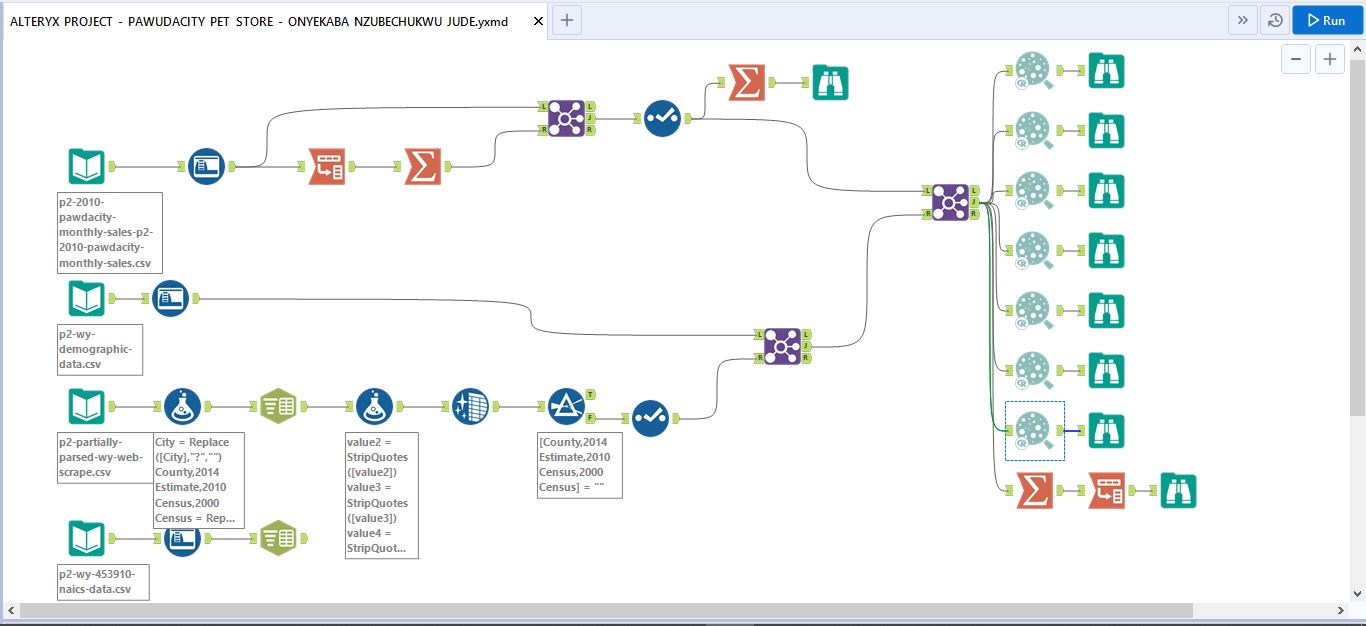 ALTERYX PROJECT - PAWUDACITY PET STORE - ONYEKABA NZUBECHUKWU JUDE.yxmd
Run
L
R
L
J
R
p2-2010-
pawdacity-
monthly-sales-p2-
2010-pawdacity-
monthly-sales.csv
L
R
L
J
R
p2-wy-
demographic-
data.csv
L
R
L
J
R
p2-partially-
parsed-wy-web-
scrape.csv
City = Replace
([City],"?","")
County,2014
Estimate,2010
Census,2000
Census = Rep...
value2 =
StripQuotes
([value2])
value3 =
StripQuotes
([value3])
value4 =
StripQuot...
T
F
[County,2014
Estimate,2010
Census,2000
Census] = ""
p2-wy-453910-
naics-data.csv
R
R
R
R
R
R
R